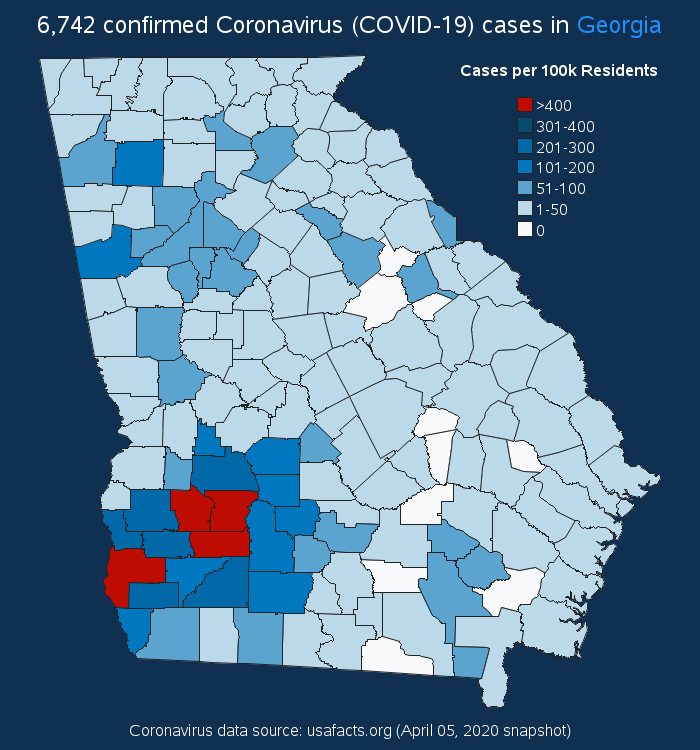 6,742 confirmed Coronavirus (COVID-19) cases in Georgia
Cases per 100k Residents
>400
301-400
201-300
101-200
51-100
1-50
0
Coronavirus data source: usafacts.org (April 05, 2020 snapshot)